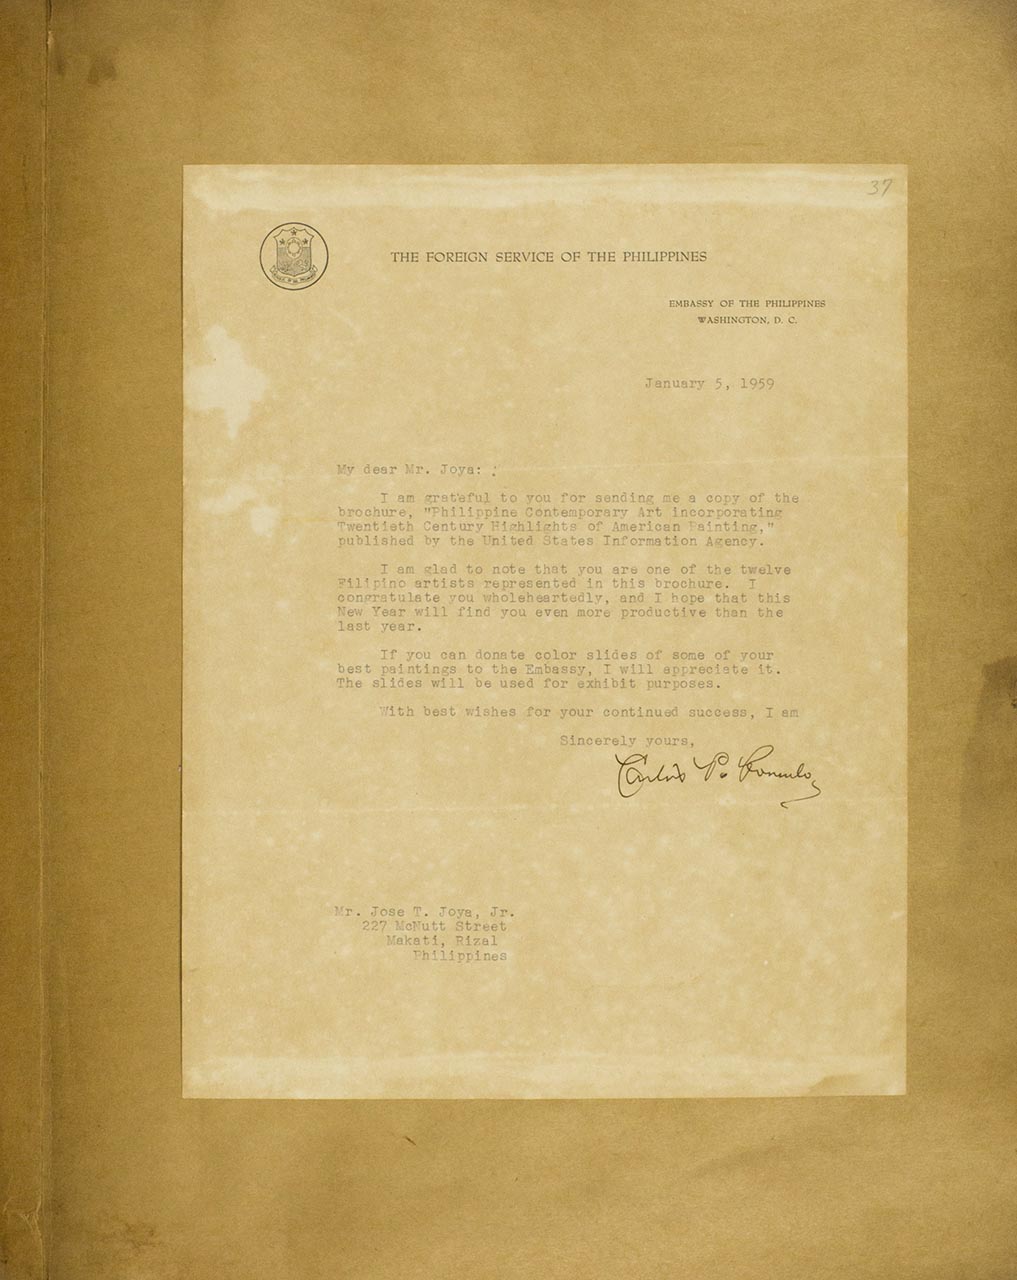 37
THE FOREIGN SERVICE OF THE PHILIPPINES
EMBASSY OF THE PHILIPPINES
WASHINGTON, D. C.
January 5, 1959
My dear Mr. Joya:
I am grateful to you for sending me a copy of the
brochure, "Philippine Contemporary Art incorporating
Twentieth Century Highlights of American Painting,"
published by the United States Information Agency.
I am glad to note that you are one of the twelve
Filipino artists represented in this brochure. I
congratulate you wholeheartedly, and I hope that this
New Year will find you even more productive than the
last year.
If you can donate color slides of some of your
best paintings to the Embassy, I will appreciate it.
The slides will be used for exhibit purposes.
With best wishes for your continued success, I am
Sincerely yours,
Carlos P. Romulo
Mr. Jose T. Joya, Jr.
227 McNutt Street
Makati, Rizal
Philippines